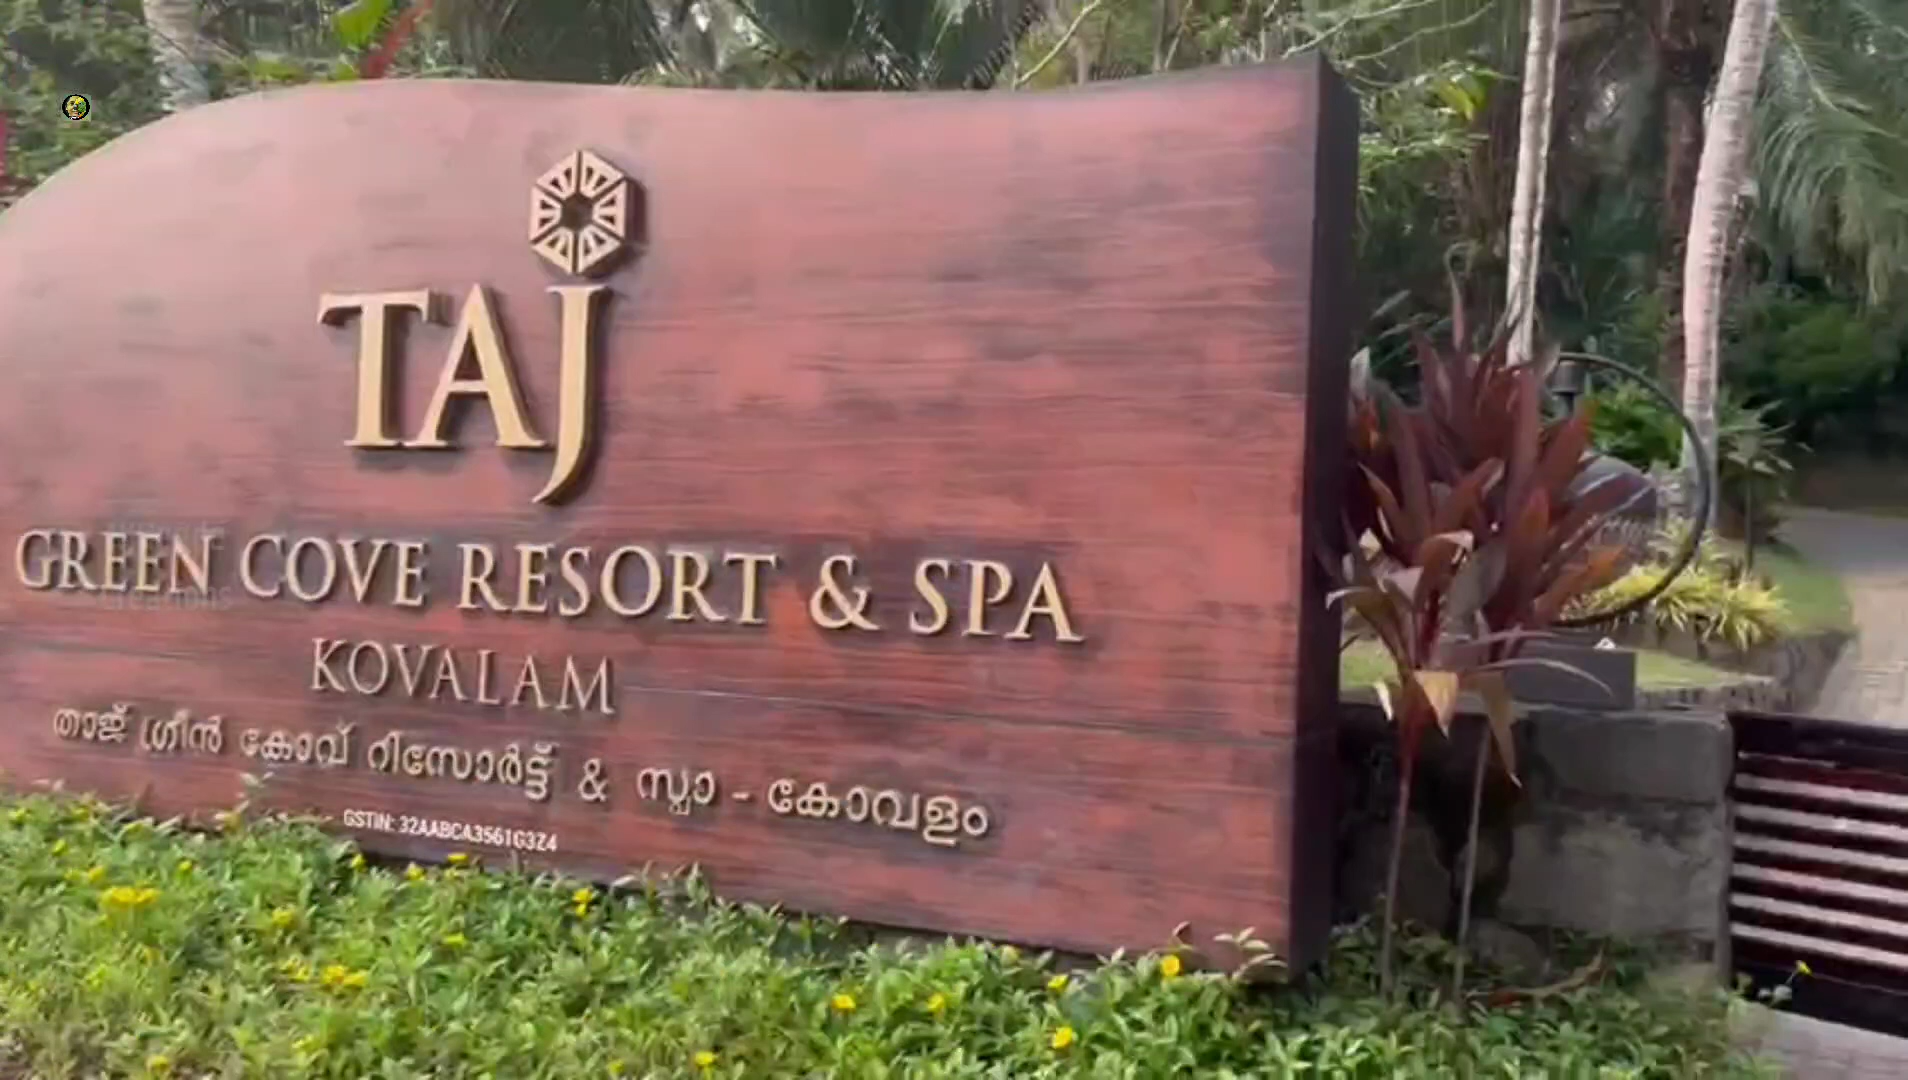 TAJ
GREEN COVE RESORT & SPA
KOVALAM
താജ് ഗ്രീൻ കോവ് റിസോർട്ട് & സ്പാ - കോവളം
GSTIN: 32AABCA3561G3Z4